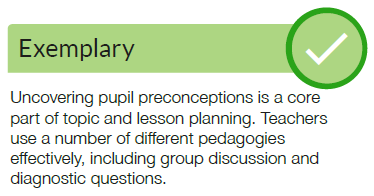 Exemplary
Uncovering pupil preconceptions is a core
part of topic and lesson planning. Teachers
use a number of different pedagogies
effectively, including group discussion and
diagnostic questions.